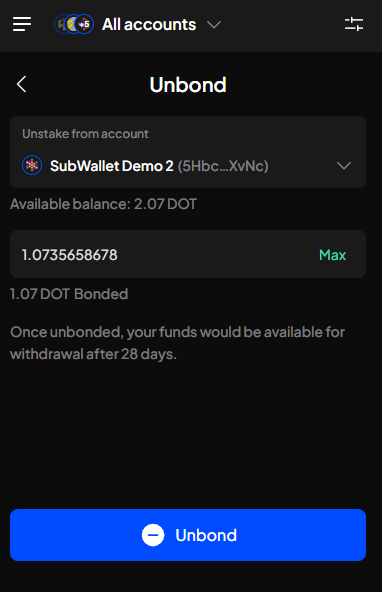 +5 All accounts
Unbond
Unstake from account
SubWallet Demo 2 (5Hbc...XvNc)
Available balance: 2.07 DOT
1.0735658678 Max
1.07 DOT Bonded
Once unbonded, your funds would be available for
withdrawal after 28 days.
Unbond